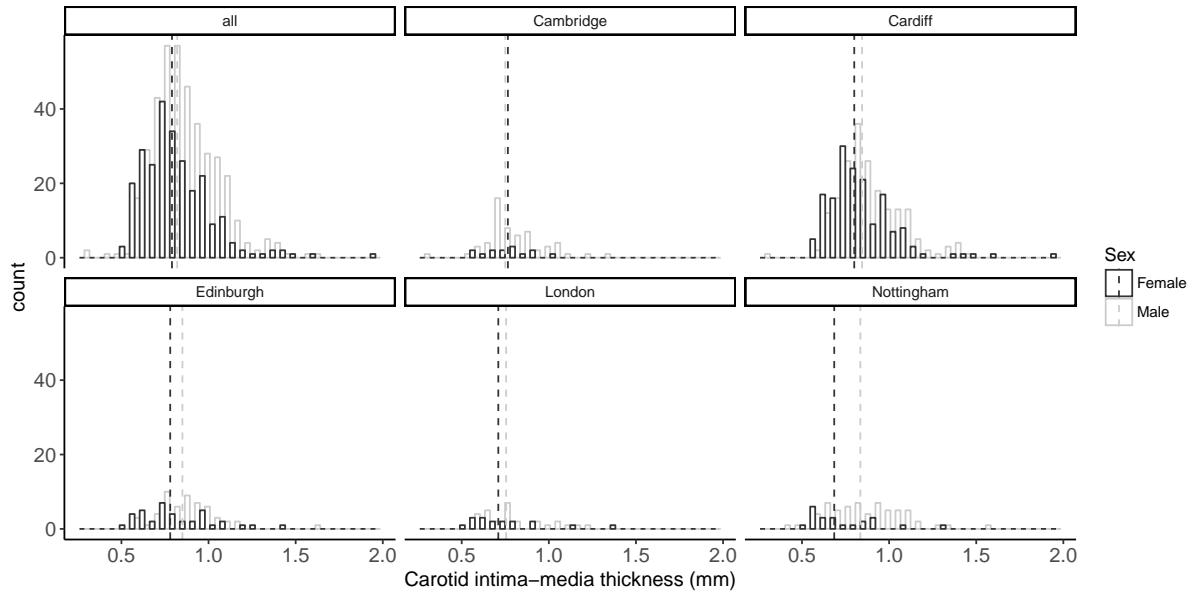 all
Cambridge
Cardiff
40
20
0
Edinburgh
London
Nottingham
40
20
0
count
0.5 1.0 1.5 2.0
0.5 1.0 1.5 2.0
0.5 1.0 1.5 2.0
Carotid intima−media thickness (mm)
Sex
Female
Male